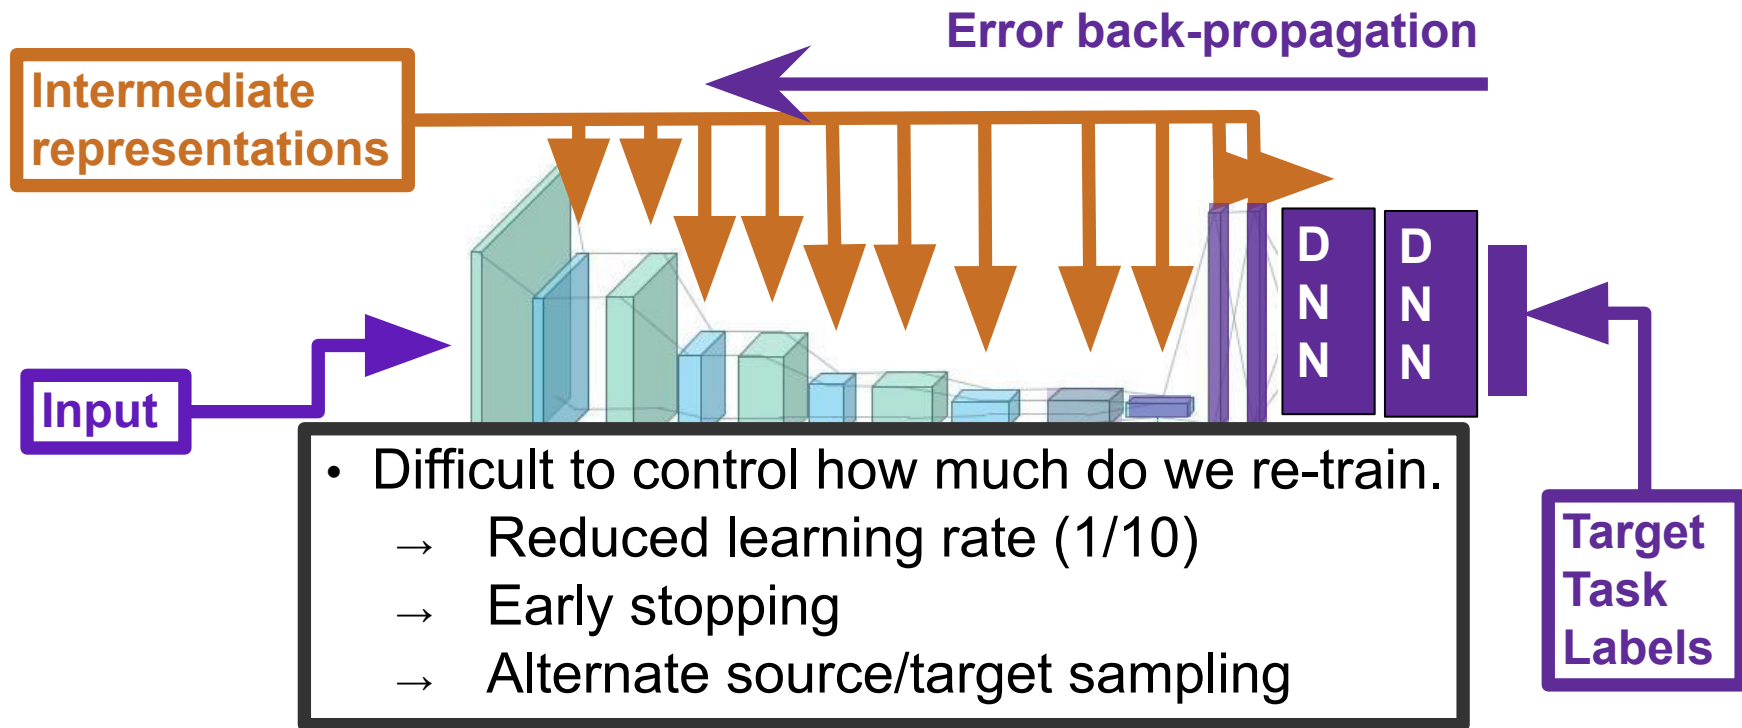 Error back-propagation
Intermediate
representations
D
N
N
D
N
N
Input
• Difficult to control how much do we re-train.
→ Reduced learning rate (1/10)
→ Early stopping
→ Alternate source/target sampling
Target
Task
Labels